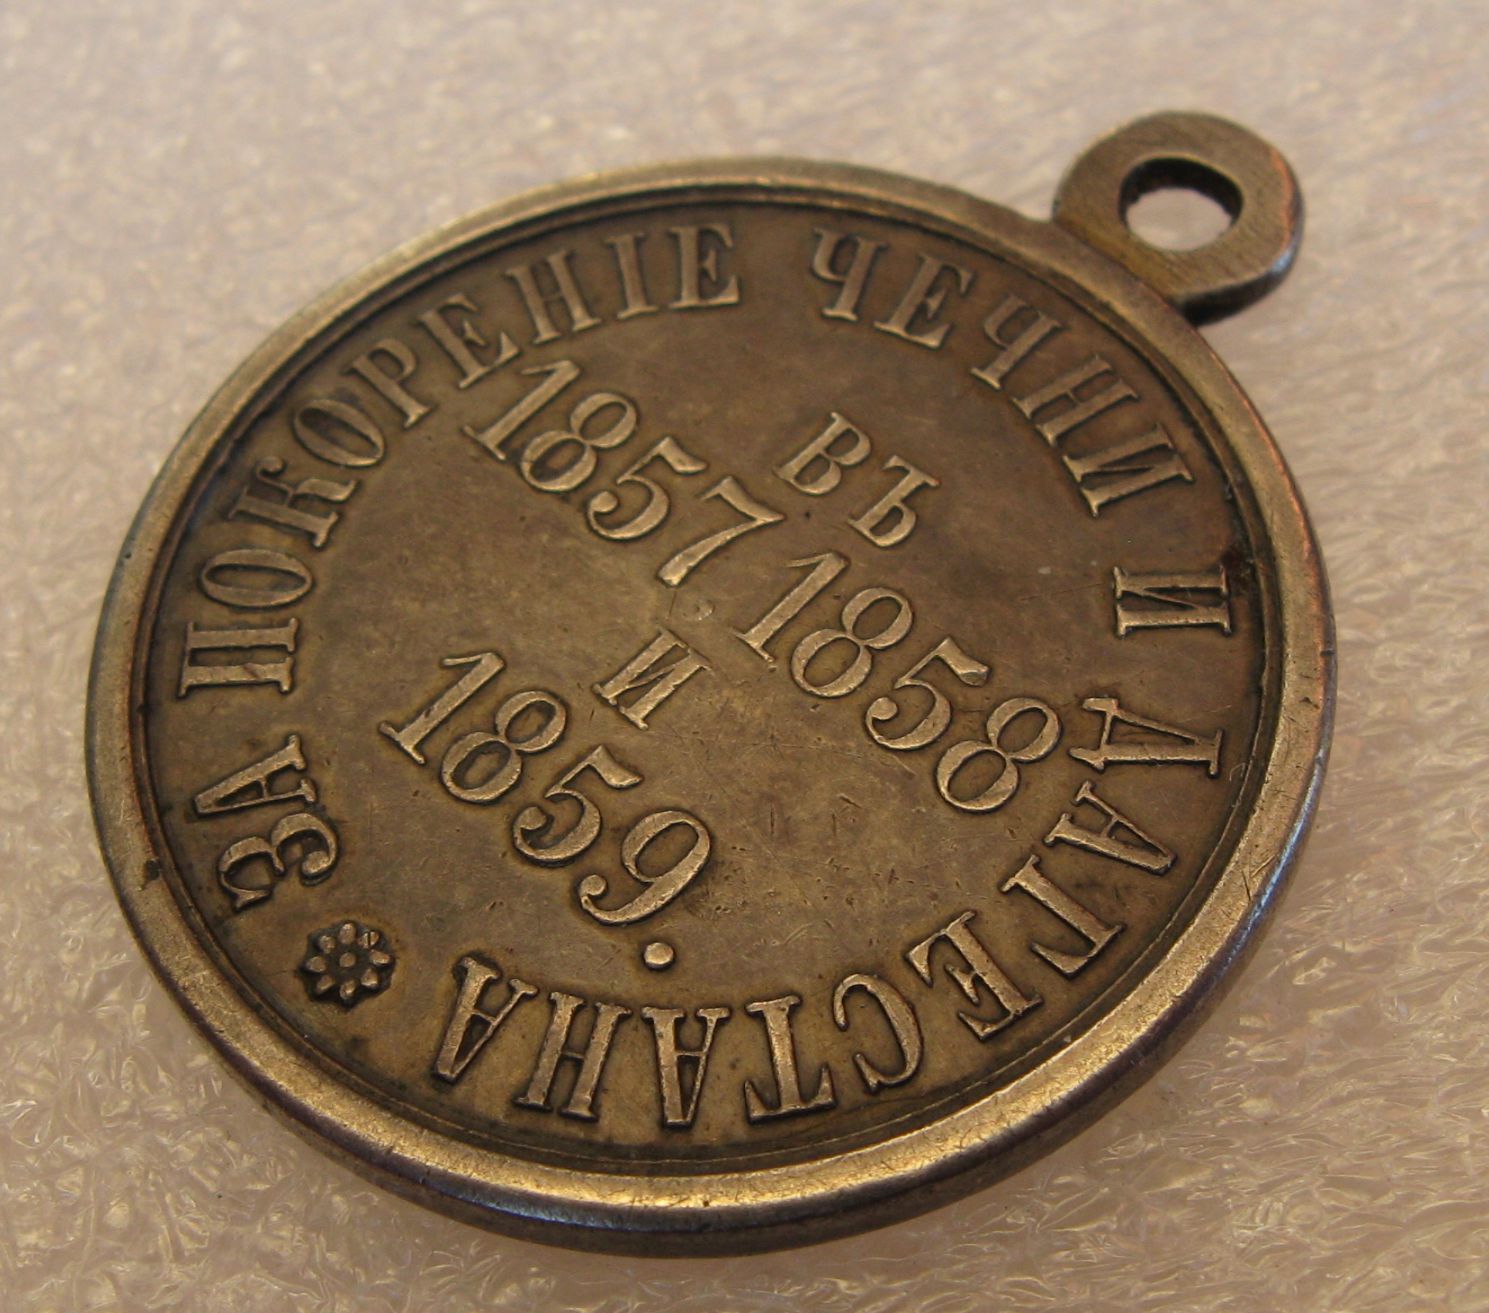 ЗА ПОКОРЕНІЕ ЧЕЧНИ И ДАГЕСТАНА
ВЪ
1857 1858
И
1859.